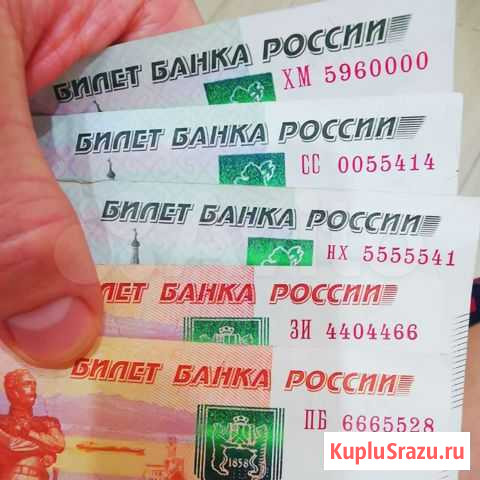 БИЛЕТ БАНКА РОССИИ
ХМ 5960000
БИЛЕТ БАНКА РОССИИ
СС 0055414
БИЛЕТ БАНКА РОССИИ
НХ 5555541
ЛЕТ БАНКА РОССИИ
ЗИ 4404466
БИЛЕТ БАНКА РОССИИ
ПБ 6665528
1858
KupluSrazu.ru